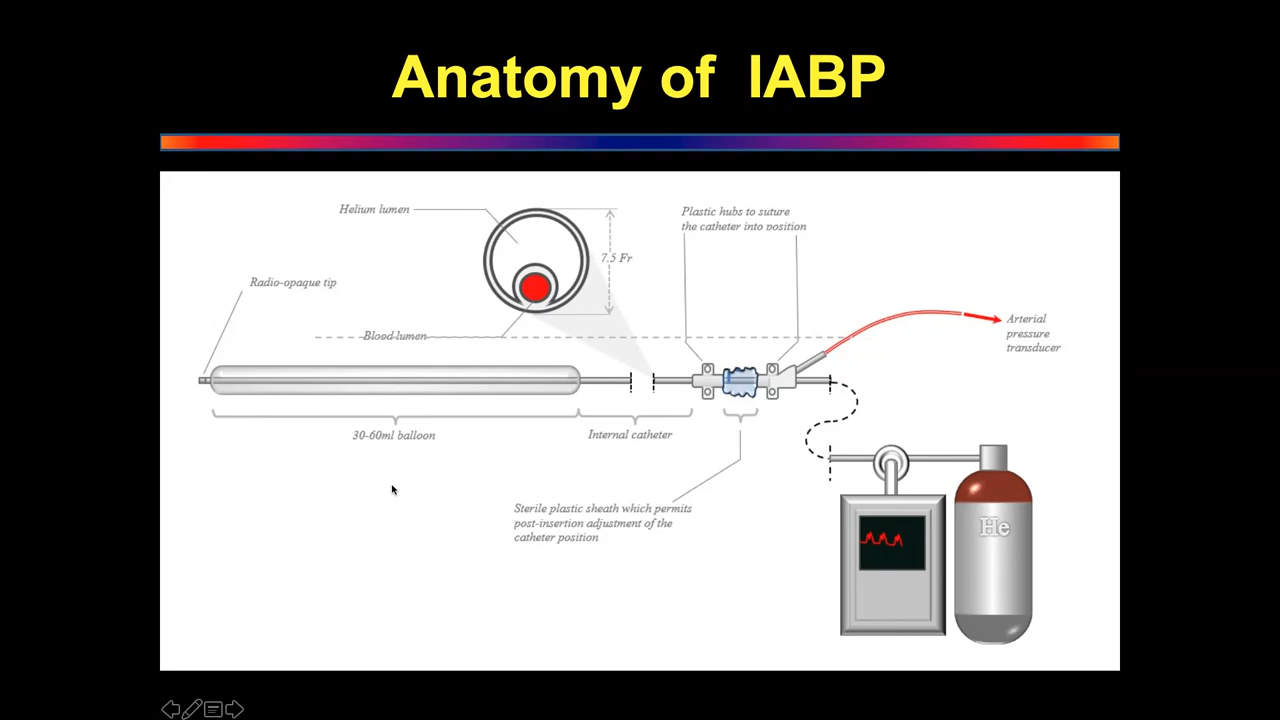 Anatomy of IABP
Helium lumen
Plastic hubs to suture
the catheter into position
7.5 Fr
Radio-opaque tip
Blood lumen
Arterial
pressure
transducer
30-60ml balloon
Internal catheter
Sterile plastic sheath which permits
post-insertion adjustment of the
catheter position
He